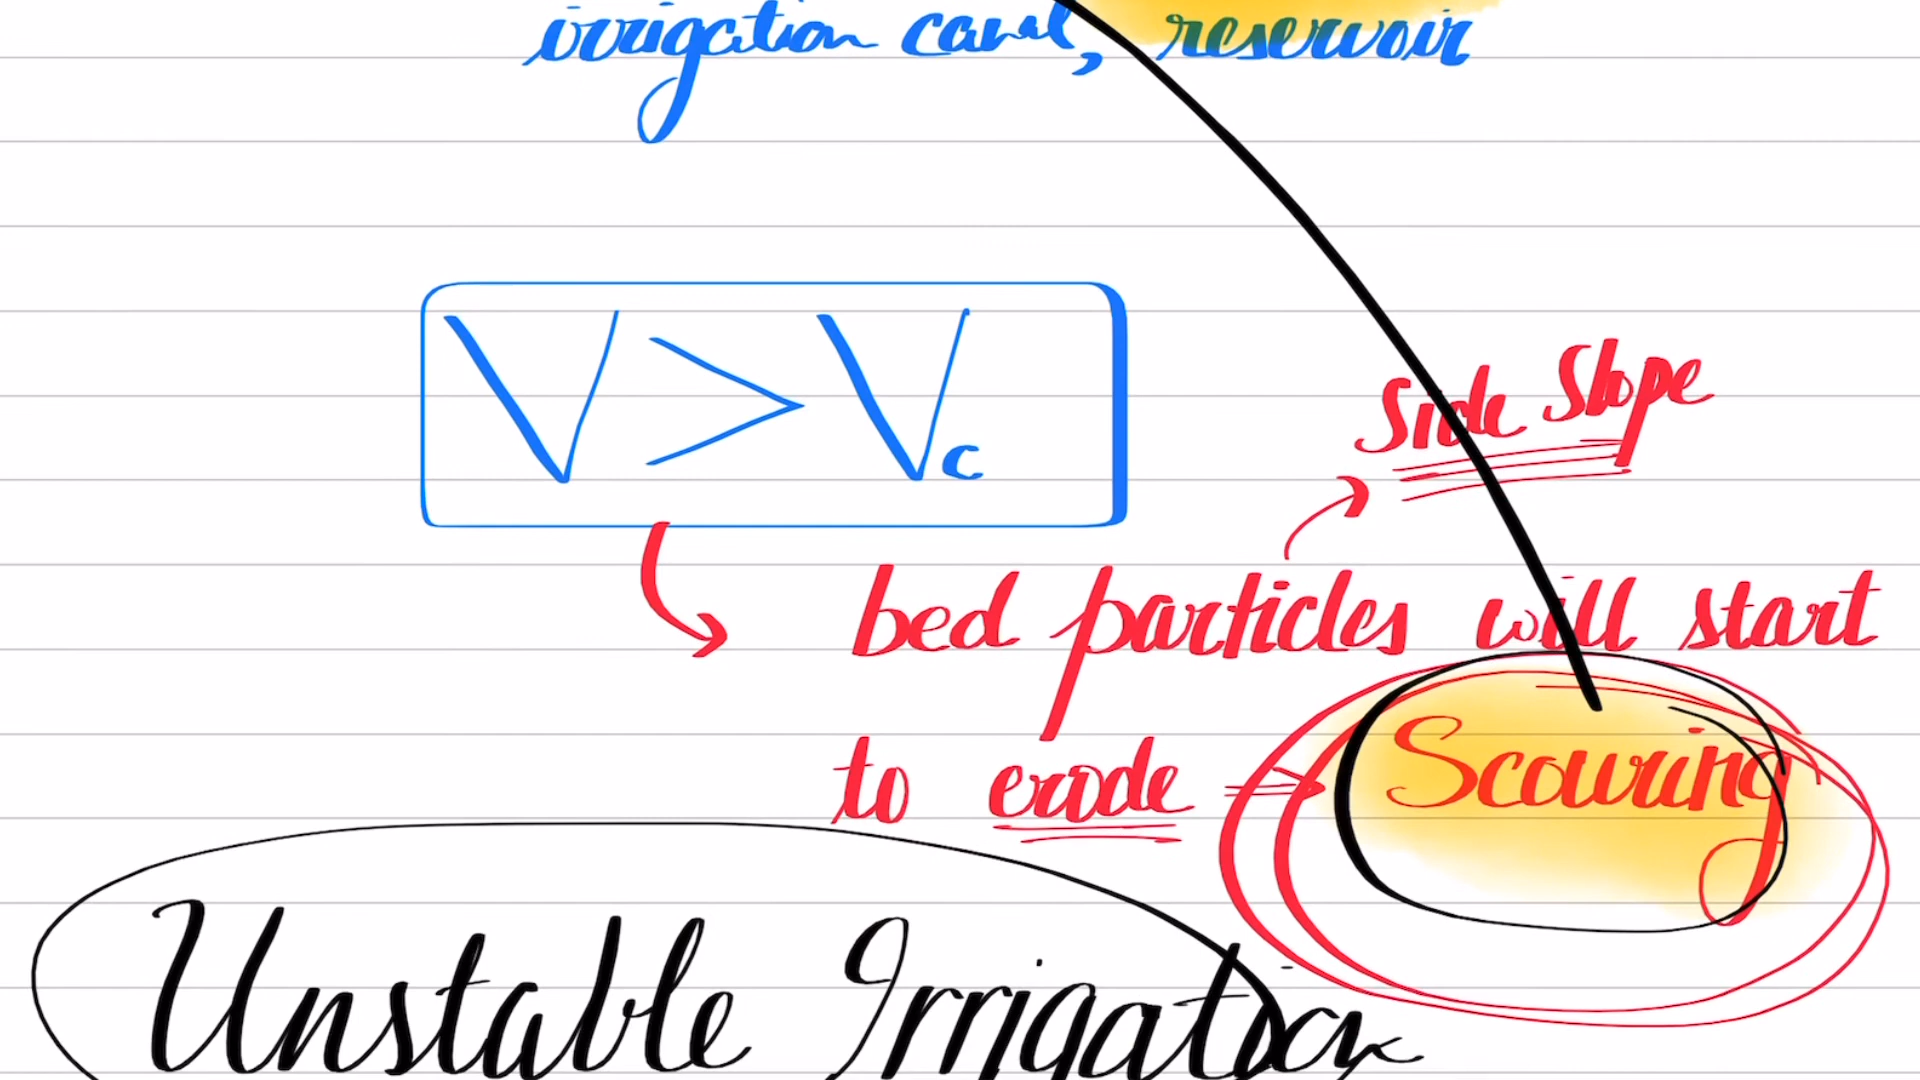 irrigation canal, reservoir
V > Vc
Side Slope
bed particles will start
to erode ⇒ Scouring
Unstable Irrigation